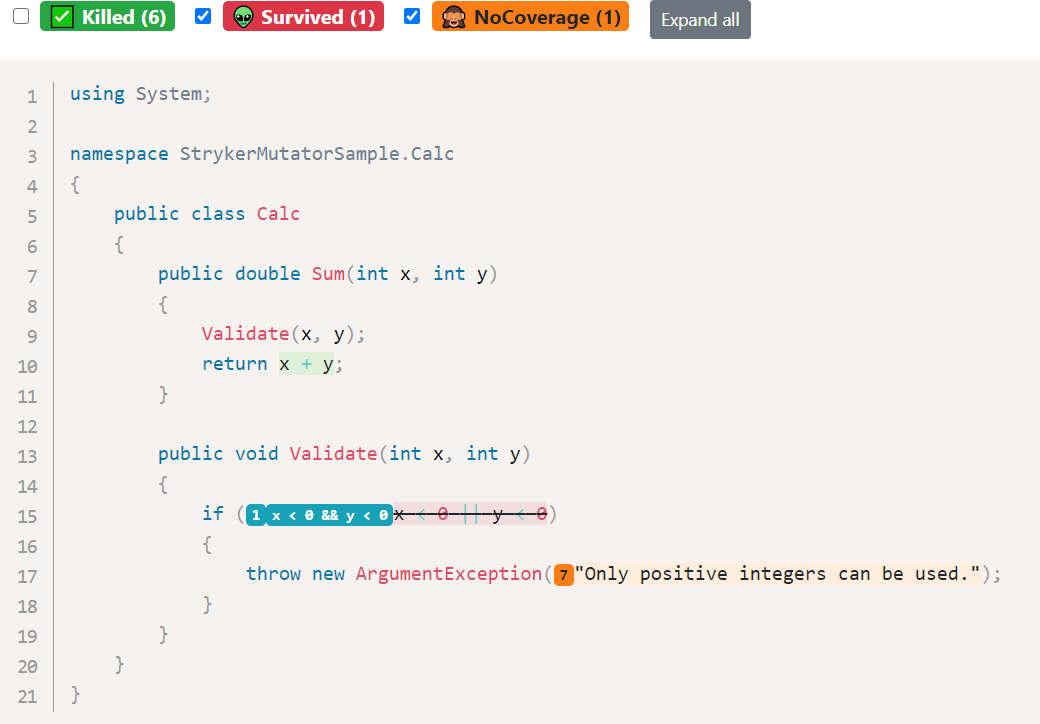 Killed (6) Survived (1) NoCoverage (1) Expand all
1 using System;
2
3 namespace StrykerMutatorSample.Calc
4 {
5 public class Calc
6 {
7 public double Sum(int x, int y)
8 {
9 Validate(x, y);
10 return x + y;
11 }
12
13 public void Validate(int x, int y)
14 {
15 if (1 x < 0 && y < 0 x < 0 || y < 0)
16 {
17 throw new ArgumentException(7 "Only positive integers can be used.");
18 }
19 }
20 }
21 }